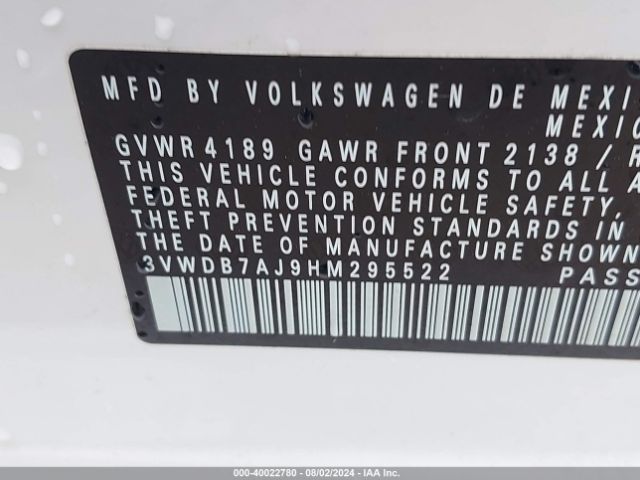 MFD BY VOLKSWAGEN DE MEXI
MEXIC
GVWR 4189 GAWR FRONT 2138 /
THIS VEHICLE CONFORMS TO ALL A
FEDERAL MOTOR VEHICLE SAFETY,
THEFT PREVENTION STANDARDS IN
THE DATE OF MANUFACTURE SHOWN
3VWDB7AJ9HM295522 PASS
000-40022780 - 08/02/2024 - IAA Inc.